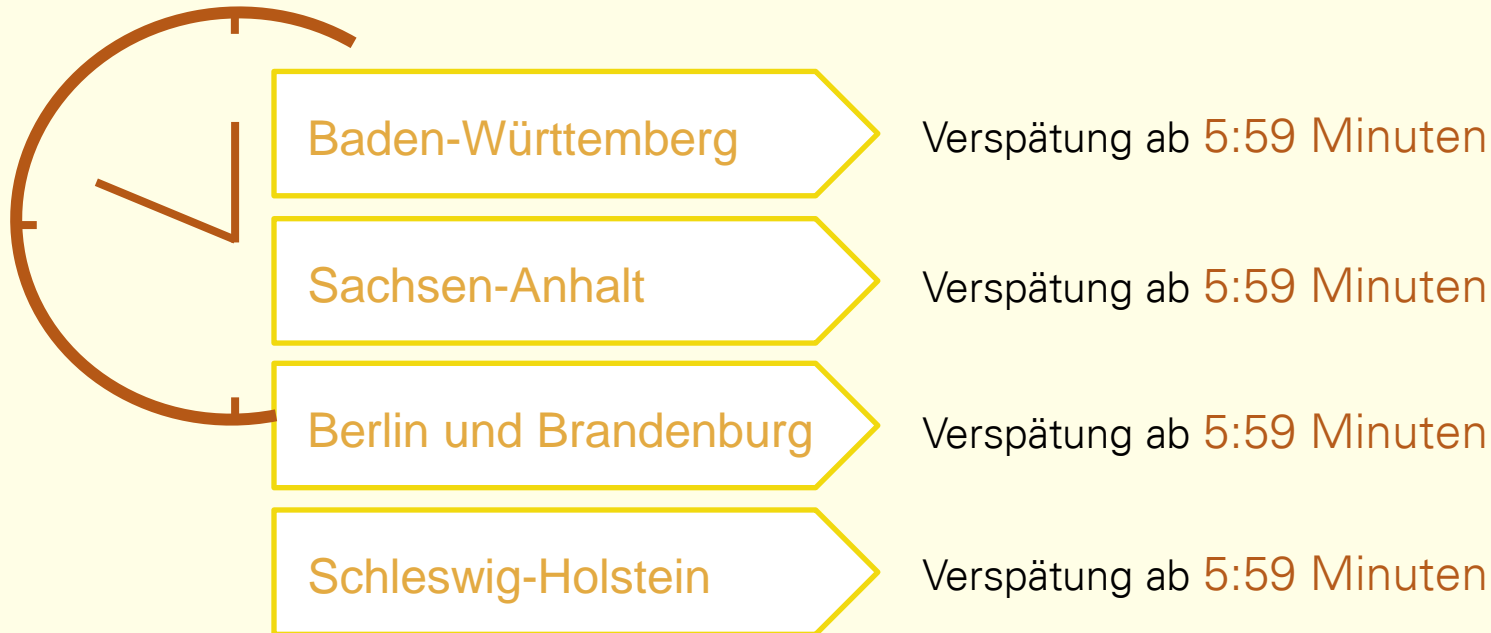 Baden-Württemberg Verspätung ab 5:59 Minuten
Sachsen-Anhalt Verspätung ab 5:59 Minuten
Berlin und Brandenburg Verspätung ab 5:59 Minuten
Schleswig-Holstein Verspätung ab 5:59 Minuten